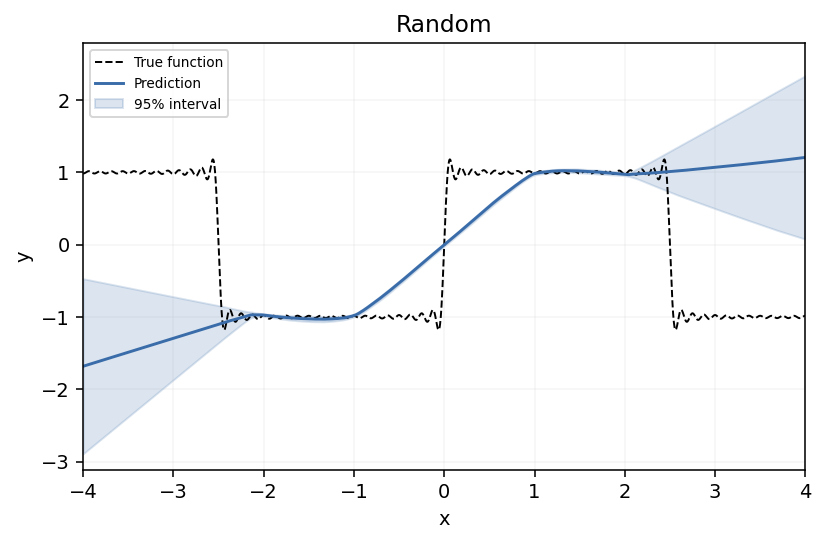 Random
True function
Prediction
95% interval
y
2
1
0
−1
−2
−3
−4
−3
−2
−1
0
1
2
3
4
x